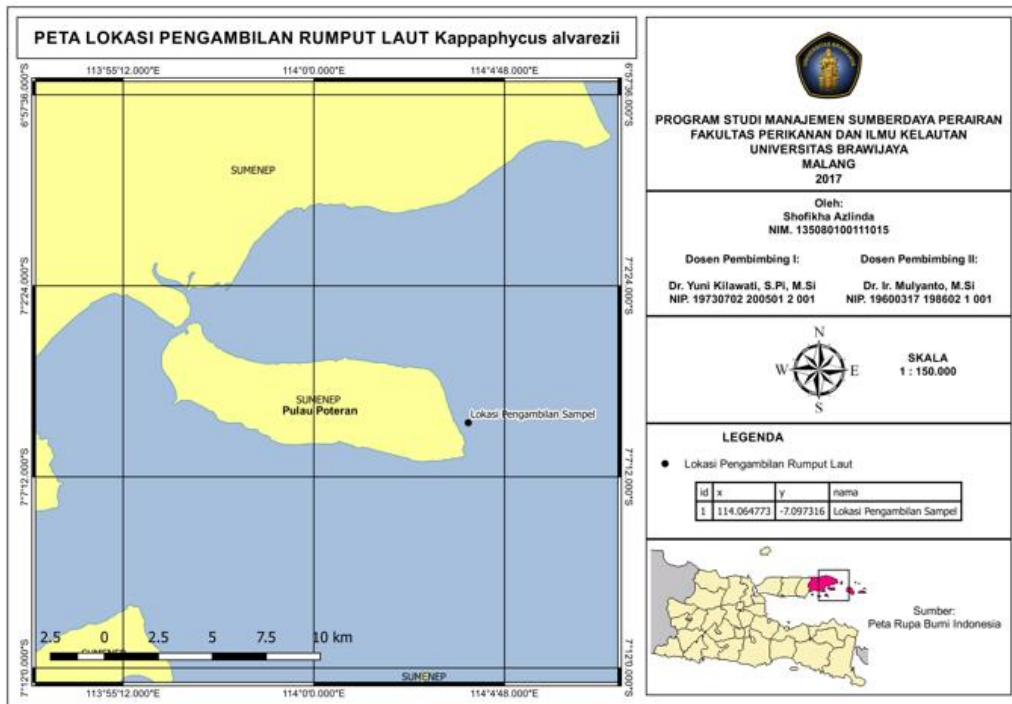 PETA LOKASI PENGAMBILAN RUMPUT LAUT Kappaphycus alvarezii
113°55'12.000"E 114°0'0.000"E 114°4'48.000"E
6°57'36.000"S 6°57'36.000"S
SUMENEP
7°2'24.000"S 7°2'24.000"S
SUMENEP
Pulau Poteran
Lokasi Pengambilan Sampel
7°7'12.000"S 7°7'12.000"S
2.5 0 2.5 5 7.5 10 km
SUMENEP
7°12'0.000"S 7°12'0.000"S
SUMENEP
113°55'12.000"E 114°0'0.000"E 114°4'48.000"E
UNIVERSITAS BRAWIJAYA
PROGRAM STUDI MANAJEMEN SUMBERDAYA PERAIRAN
FAKULTAS PERIKANAN DAN ILMU KELAUTAN
UNIVERSITAS BRAWIJAYA
MALANG
2017
Oleh:
Shofikha Azlinda
NIM. 135080100111015
Dosen Pembimbing I: Dosen Pembimbing II:
Dr. Yuni Kilawati, S.Pi, M.Si Dr. Ir. Mulyanto, M.Si
NIP. 19730702 200501 2 001 NIP. 19600317 198602 1 001
N
W E
S
SKALA
1 : 150.000
LEGENDA
Lokasi Pengambilan Rumput Laut
id x y nama
1 114.064773 -7.097316 Lokasi Pengambilan Sampel
Sumber:
Peta Rupa Bumi Indonesia